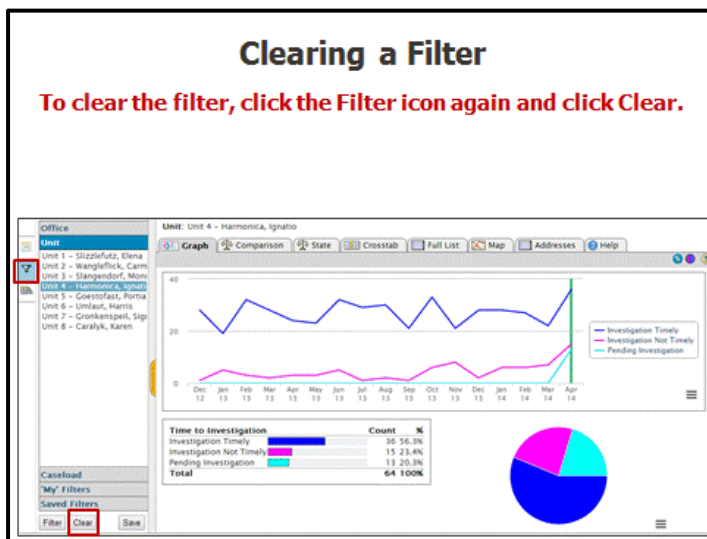 Clearing a Filter
To clear the filter, click the Filter icon again and click Clear.
Office
Unit
Unit 1 - Slizzlefutz, Elena
Unit 2 - Wangleflick, Carm
Unit 3 - Slangendorf, Moni
Unit 4 - Harmonica, Ignatio
Unit 5 - Goestofast, Portia
Unit 6 - Umlaut, Harris
Unit 7 - Gronkenspeil, Sig
Unit 8 - Caralyk, Karen
Caseload
'My' Filters
Saved Filters
Filter Clear Save
Unit: Unit 4 - Harmonica, Ignatio
Graph Comparison State Crosstab Full List Map Addresses Help
40
20
0
Dec Jan Feb Mar Apr May Jun Jul Aug Sep Oct Nov Dec Jan Feb Mar Apr
12 13 13 13 13 13 13 13 13 13 13 13 13 14 14 14 14
Investigation Timely
Investigation Not Timely
Pending Investigation
Time to Investigation Count %
Investigation Timely 36 56.3%
Investigation Not Timely 15 23.4%
Pending Investigation 13 20.3%
Total 64 100%